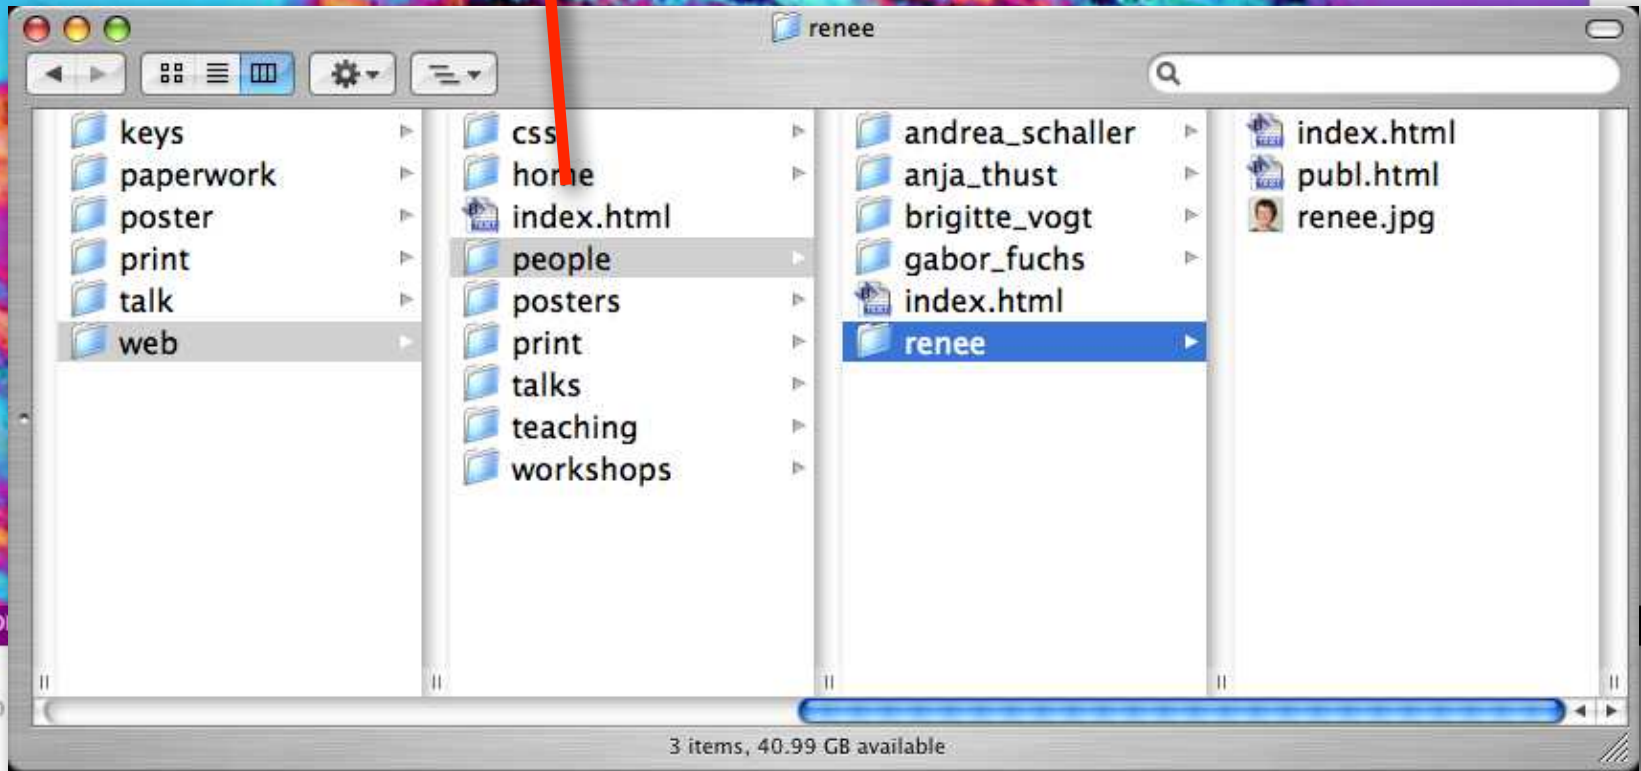 renee
keys
paperwork
poster
print
talk
web
css
home
index.html
people
posters
print
talks
teaching
workshops
andrea_schaller
anja_thust
brigitte_vogt
gabor_fuchs
index.html
renee
index.html
publ.html
renee.jpg
3 items, 40.99 GB available